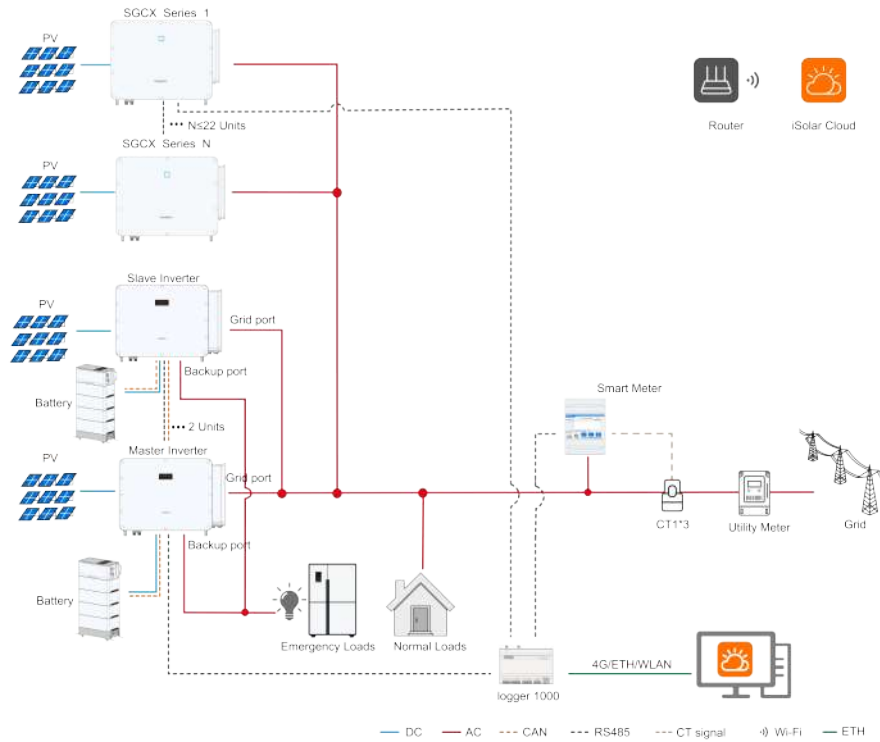 SGCX Series 1
PV
••• N≤22 Units
Router
iSolar Cloud
SGCX Series N
PV
Slave Inverter
PV
Grid port
Backup port
Battery
••• 2 Units
Smart Meter
Master Inverter
PV
Grid port
CT1*3
Utility Meter
Grid
Backup port
Battery
Emergency Loads
Normal Loads
logger 1000
4G/ETH/WLAN
DC
AC
CAN
RS485
CT signal
Wi-Fi
ETH